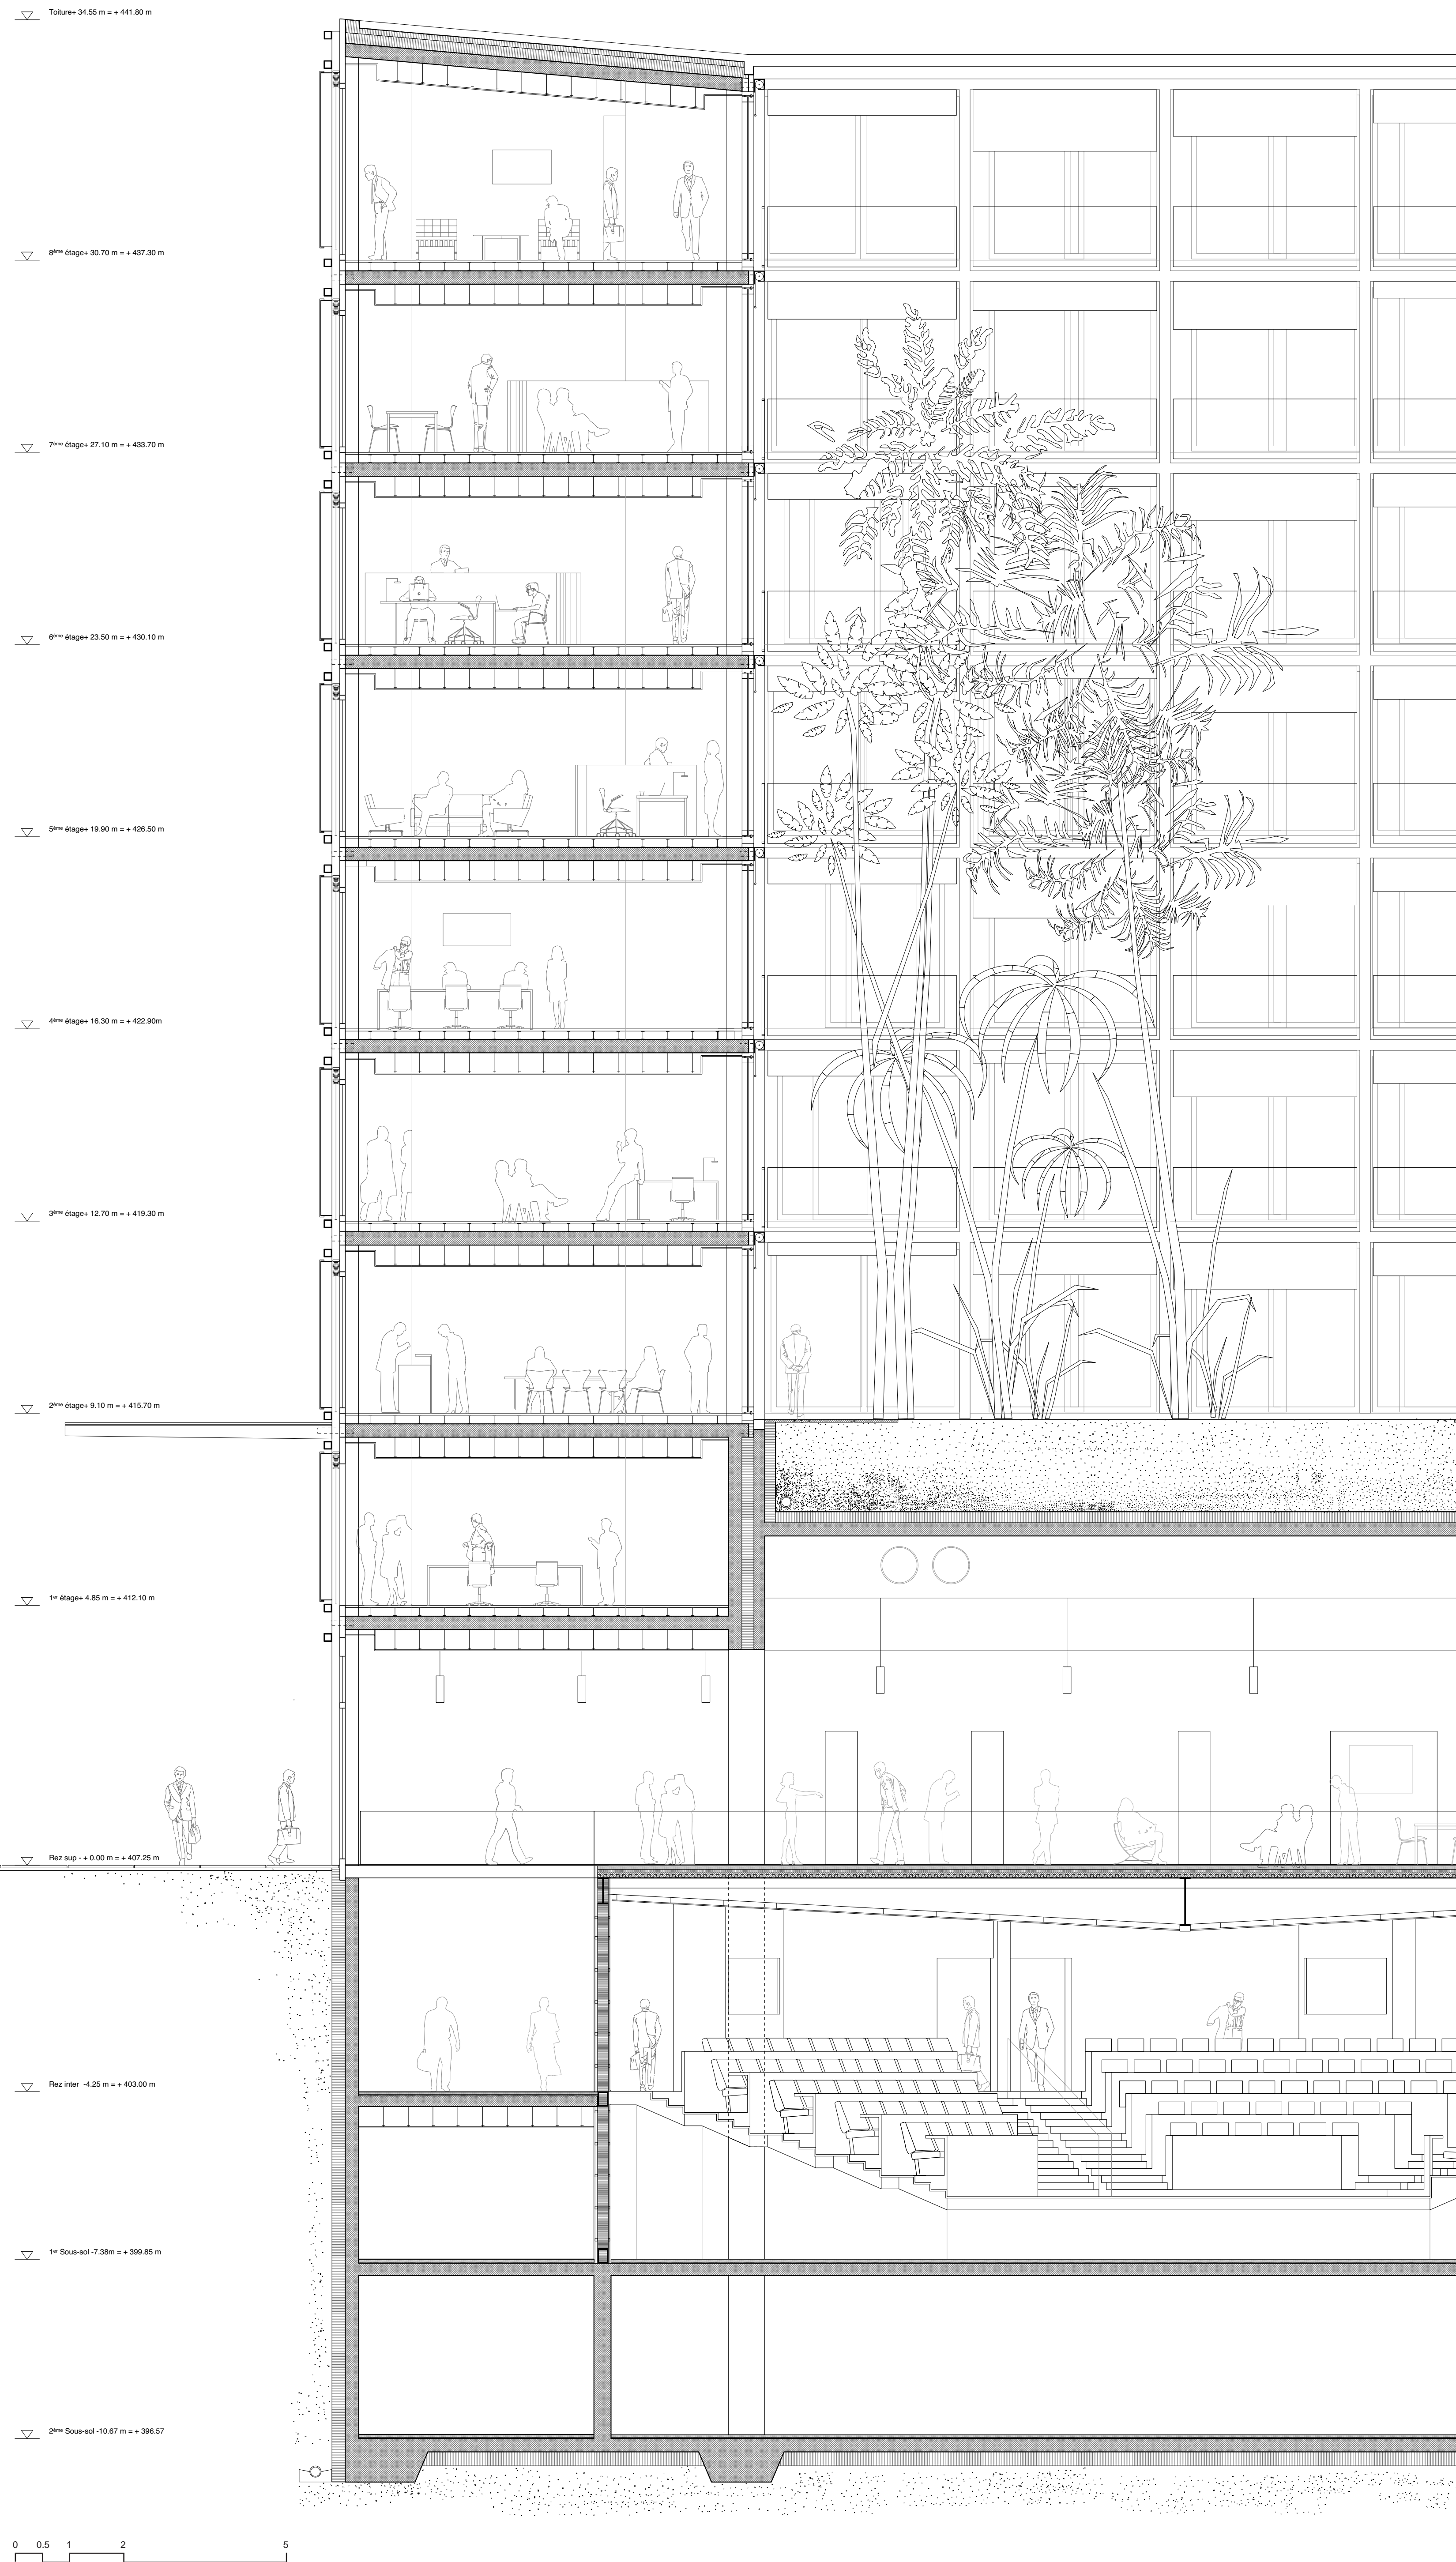 Toiture+ 34.55 m = + 441.80 m
8ème étage+ 30.70 m = + 437.30 m
7ème étage+ 27.10 m = + 433.70 m
6ème étage+ 23.50 m = + 430.10 m
5ème étage+ 19.90 m = + 426.50 m
4ème étage+ 16.30 m = + 422.90m
3ème étage+ 12.70 m = + 419.30 m
2ème étage+ 9.10 m = + 415.70 m
1er étage+ 4.85 m = + 412.10 m
Rez sup - + 0.00 m = + 407.25 m
Rez inter -4.25 m = + 403.00 m
1er Sous-sol -7.38m = + 399.85 m
2ème Sous-sol -10.67 m = + 396.57
0 0.5 1 2 5